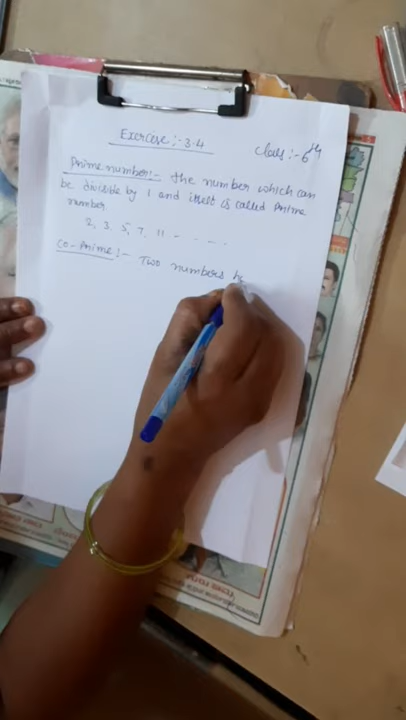 Exercise :- 3.4
Class :- 6th
Prime number :- The number which can
be divisible by 1 and itself is called Prime
number
2, 3, 5, 7, 11 - - - -
Co-Prime :- Two numbers